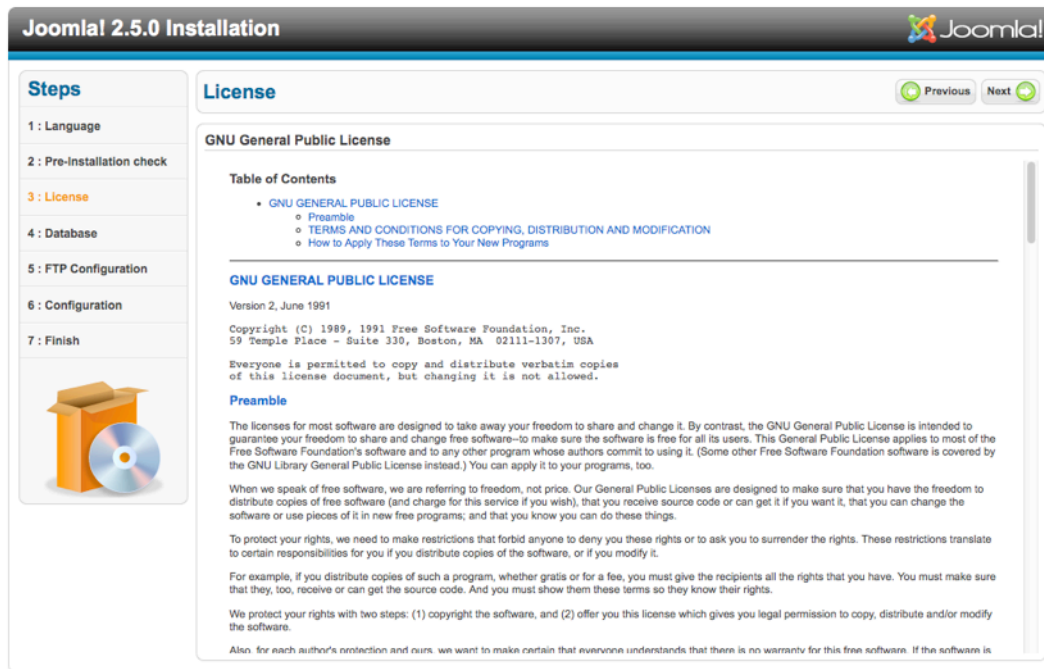 Joomla! 2.5.0 Installation
Joomla!
Steps
1 : Language
2 : Pre-Installation check
3 : License
4 : Database
5 : FTP Configuration
6 : Configuration
7 : Finish
License
Previous
Next
GNU General Public License
Table of Contents
• GNU GENERAL PUBLIC LICENSE
◦ Preamble
◦ TERMS AND CONDITIONS FOR COPYING, DISTRIBUTION AND MODIFICATION
◦ How to Apply These Terms to Your New Programs
GNU GENERAL PUBLIC LICENSE
Version 2, June 1991
Copyright (C) 1989, 1991 Free Software Foundation, Inc.
59 Temple Place - Suite 330, Boston, MA  02111-1307, USA
Everyone is permitted to copy and distribute verbatim copies
of this license document, but changing it is not allowed.
Preamble
The licenses for most software are designed to take away your freedom to share and change it. By contrast, the GNU General Public License is intended to
guarantee your freedom to share and change free software--to make sure the software is free for all its users. This General Public License applies to most of the
Free Software Foundation's software and to any other program whose authors commit to using it. (Some other Free Software Foundation software is covered by
the GNU Library General Public License instead.) You can apply it to your programs, too.
When we speak of free software, we are referring to freedom, not price. Our General Public Licenses are designed to make sure that you have the freedom to
distribute copies of free software (and charge for this service if you wish), that you receive source code or can get it if you want it, that you can change the
software or use pieces of it in new free programs; and that you know you can do these things.
To protect your rights, we need to make restrictions that forbid anyone to deny you these rights or to ask you to surrender the rights. These restrictions translate
to certain responsibilities for you if you distribute copies of the software, or if you modify it.
For example, if you distribute copies of such a program, whether gratis or for a fee, you must give the recipients all the rights that you have. You must make sure
that they, too, receive or can get the source code. And you must show them these terms so they know their rights.
We protect your rights with two steps: (1) copyright the software, and (2) offer you this license which gives you legal permission to copy, distribute and/or modify
the software.
Also, for each author's protection and ours, we want to make certain that everyone understands that there is no warranty for this free software. If the software is